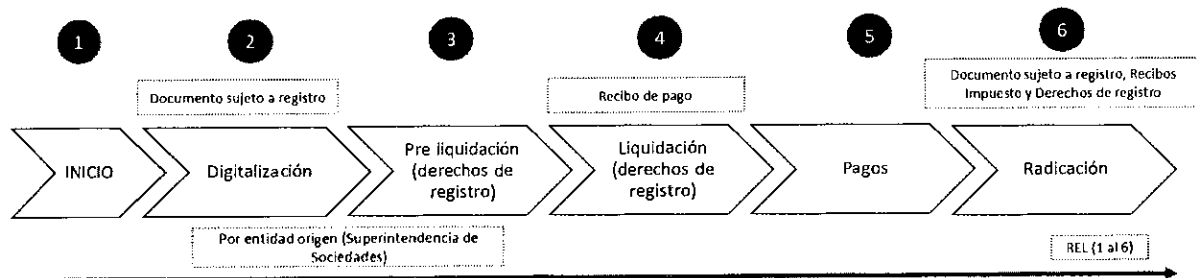 1
2
3
4
5
6
Documento sujeto a registro
Recibo de pago
Documento sujeto a registro, Recibos
Impuesto y Derechos de registro
INICIO
Digitalización
Pre liquidación
(derechos de
registro)
Liquidación
(derechos de
registro)
Pagos
Radicación
Por entidad origen (Superintendencia de
Sociedades)
REL (1 al 6)